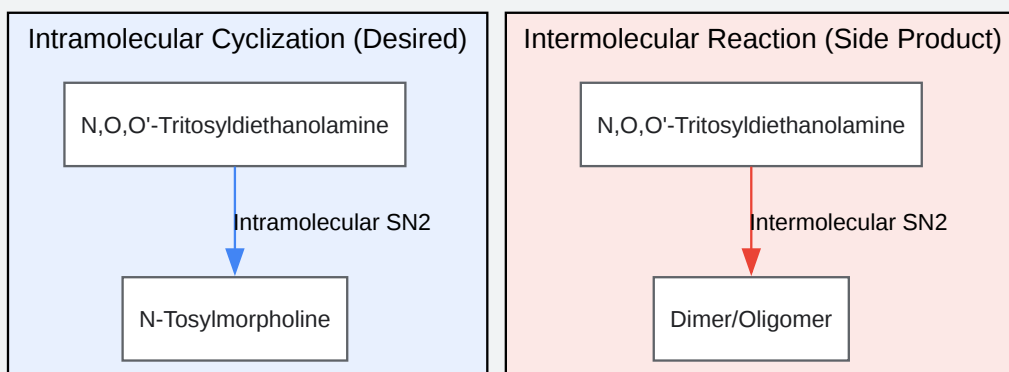 Intramolecular Cyclization (Desired)
N,O,O'-Tritosyldiethanolamine
Intramolecular SN2
N-Tosylmorpholine
Intermolecular Reaction (Side Product)
N,O,O'-Tritosyldiethanolamine
Intermolecular SN2
Dimer/Oligomer